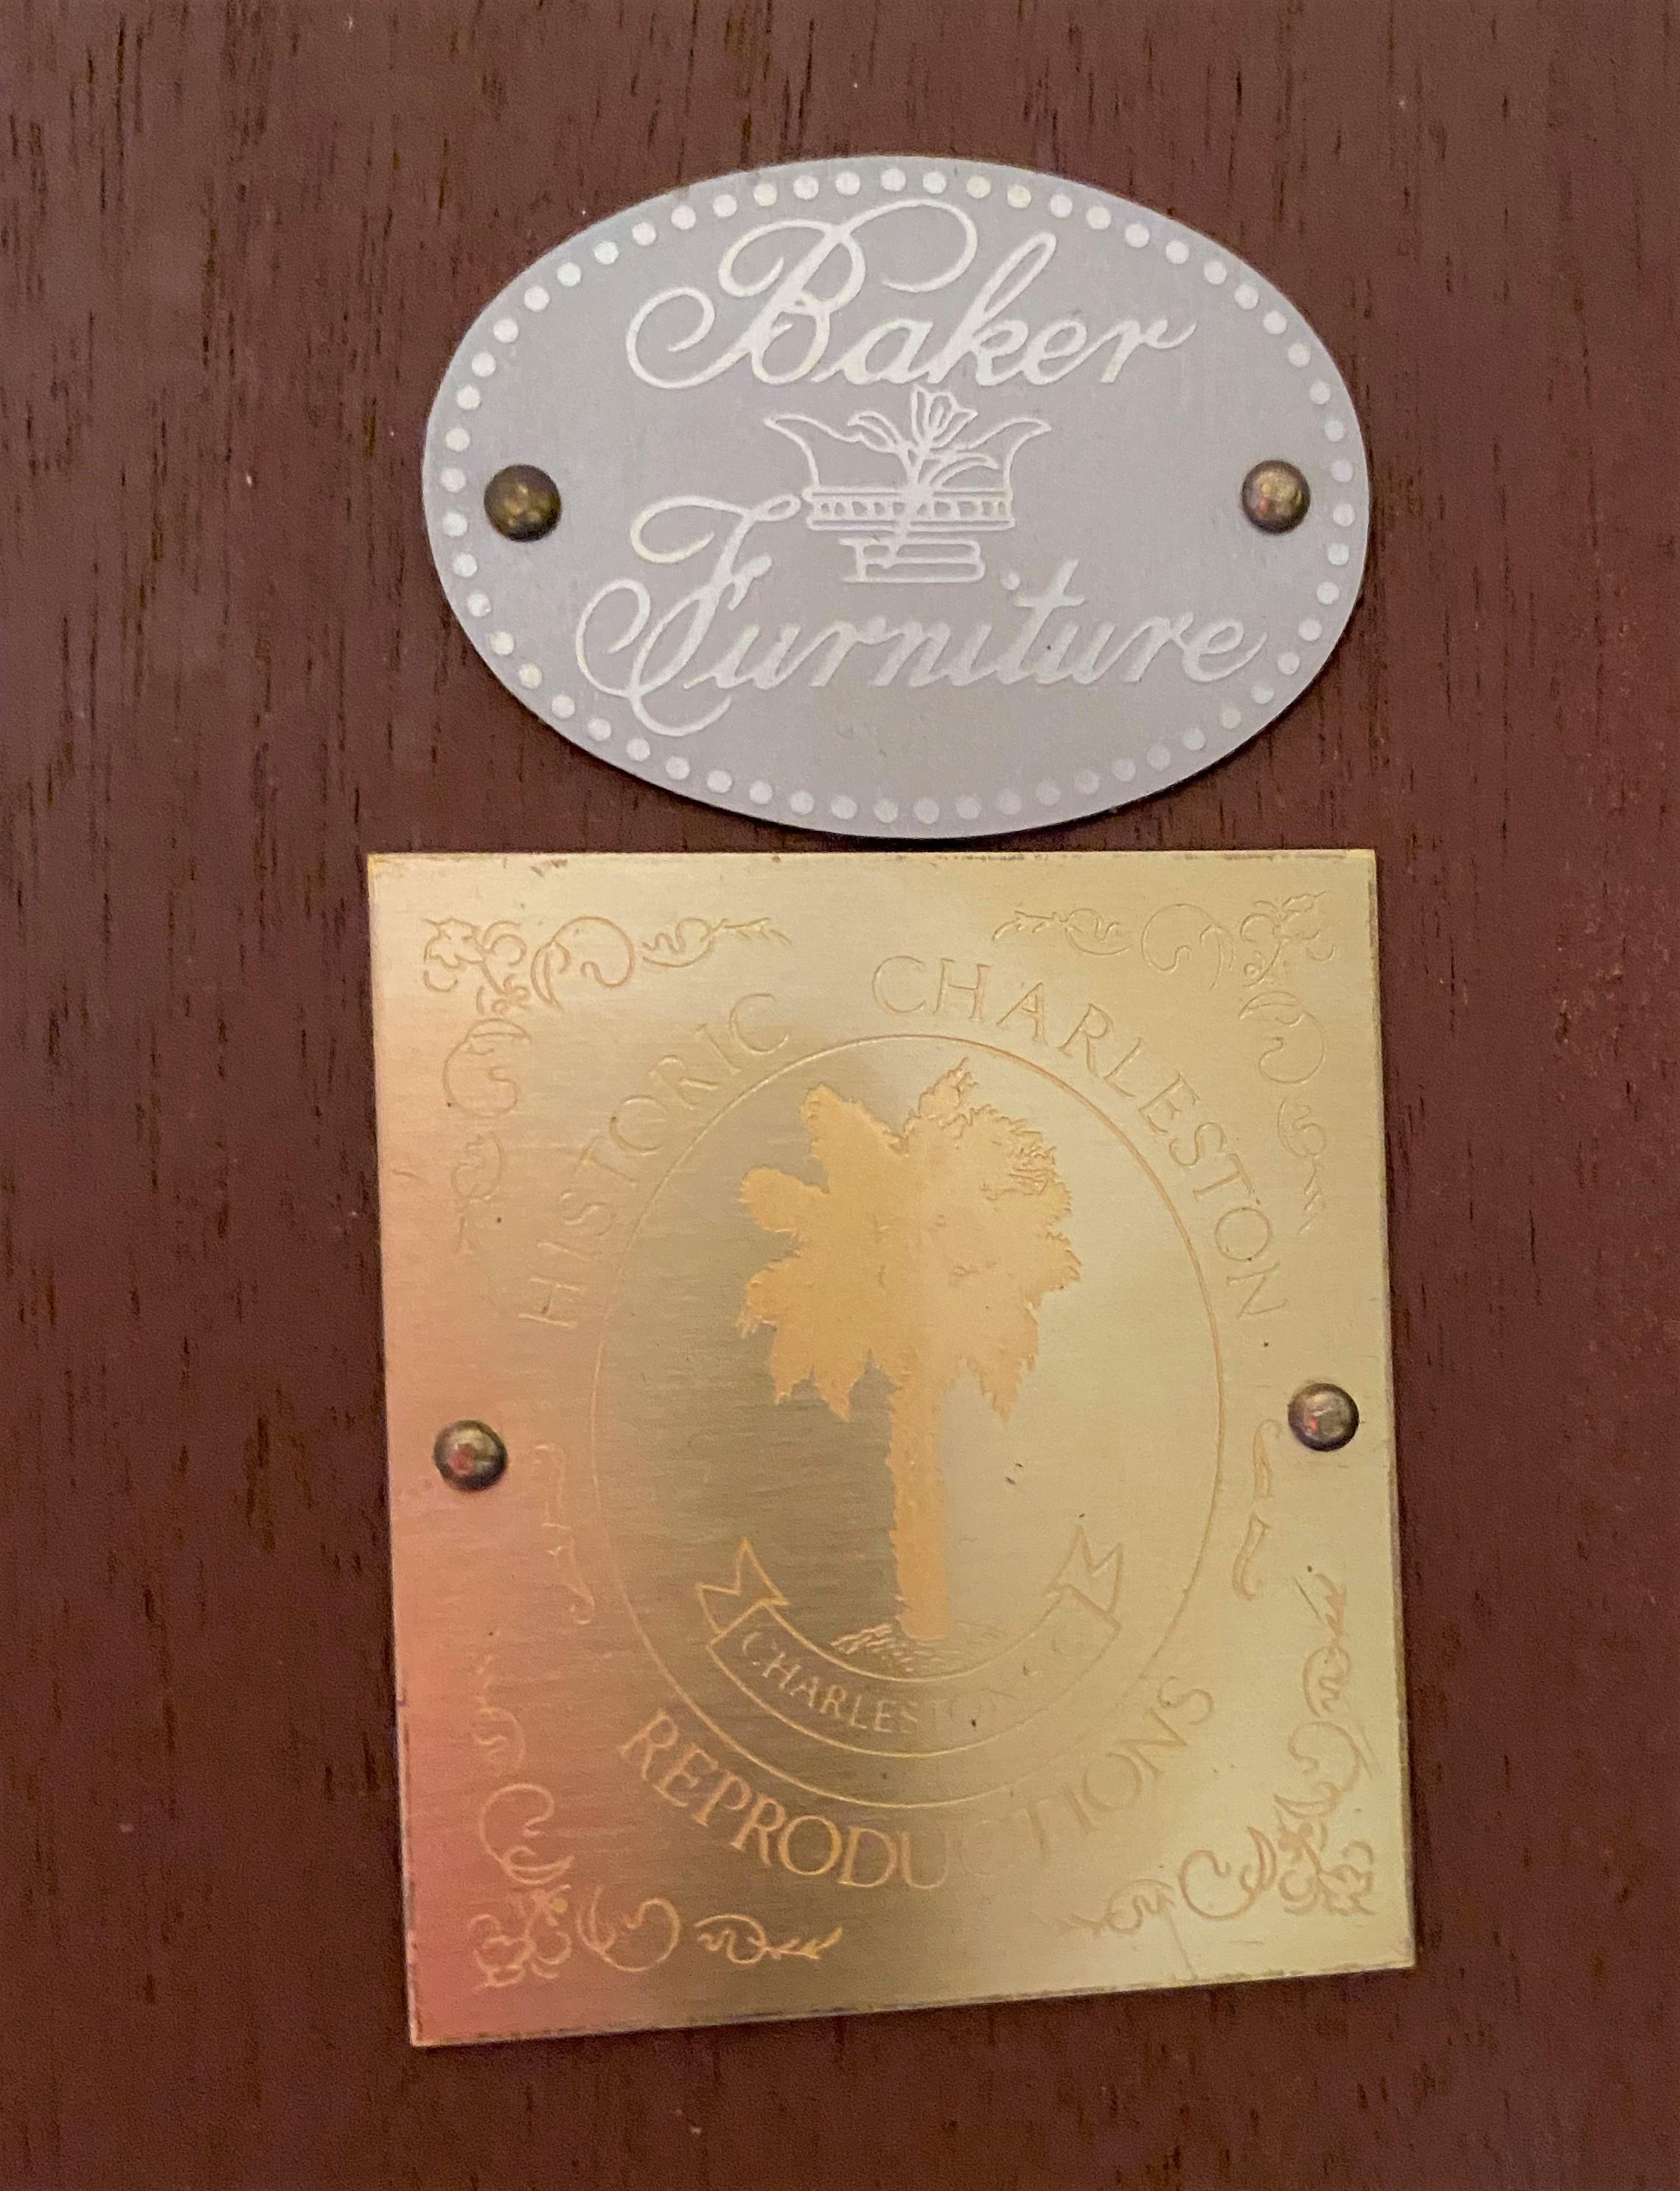 Baker
Furniture
HISTORIC CHARLESTON
CHARLESTON S C
REPRODUCTIONS